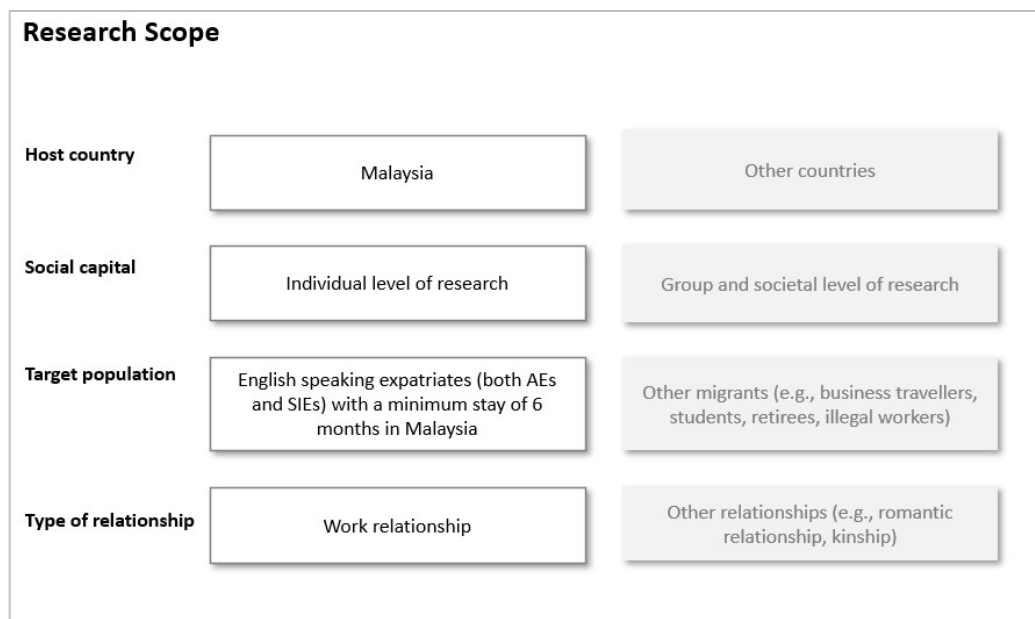 Research Scope
Host country
Malaysia
Other countries
Social capital
Individual level of research
Group and societal level of research
Target population
English speaking expatriates (both AEs
and SIEs) with a minimum stay of 6
months in Malaysia
Other migrants (e.g., business travellers,
students, retirees, illegal workers)
Type of relationship
Work relationship
Other relationships (e.g., romantic
relationship, kinship)